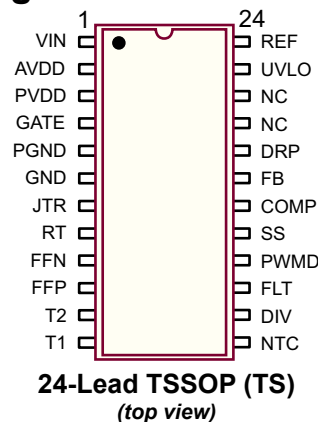 1 24
VIN REF
AVDD UVLO
PVDD NC
GATE NC
PGND DRP
GND FB
JTR COMP
RT SS
FFN PWMD
FFP FLT
T2 DIV
T1 NTC
24-Lead TSSOP (TS)
(top view)